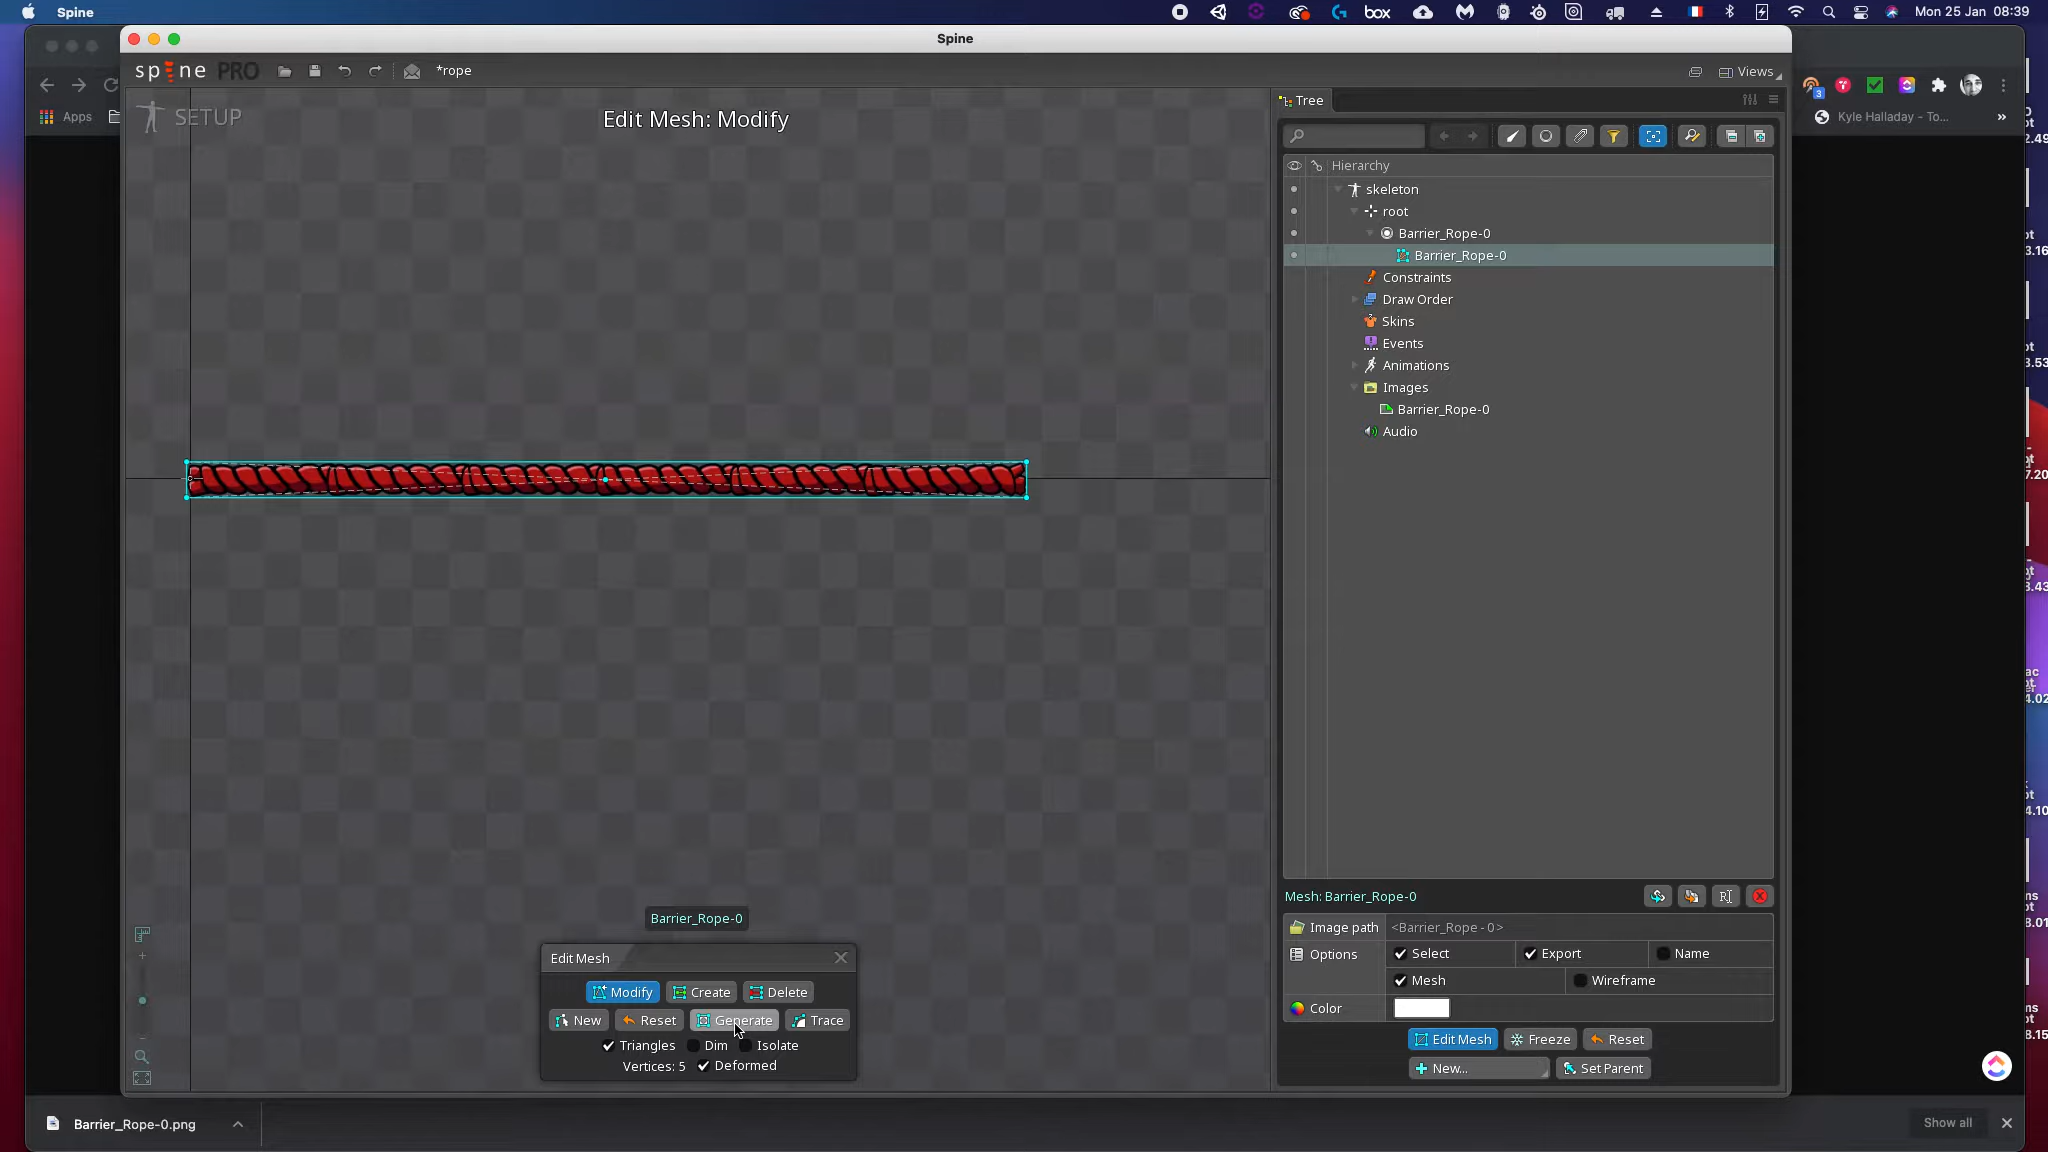 Spine
box
Mon 25 Jan 08:39
Spine
spine PRO
*rope
Views
Apps
3
Kyle Halladay - To...
»
SETUP
Edit Mesh: Modify
Tree
Hierarchy
skeleton
root
Barrier_Rope-0
Barrier_Rope-0
Constraints
Draw Order
Skins
Events
Animations
Images
Barrier_Rope-0
Audio
Barrier_Rope-0
Edit Mesh
Modify Create Delete
New Reset Generate Trace
Triangles Dim Isolate
Vertices: 5 Deformed
Mesh: Barrier_Rope-0
Image path <Barrier_Rope-0>
Options Select Export Name
Mesh Wireframe
Color
Edit Mesh Freeze Reset
New... Set Parent
Barrier_Rope-0.png
Show all